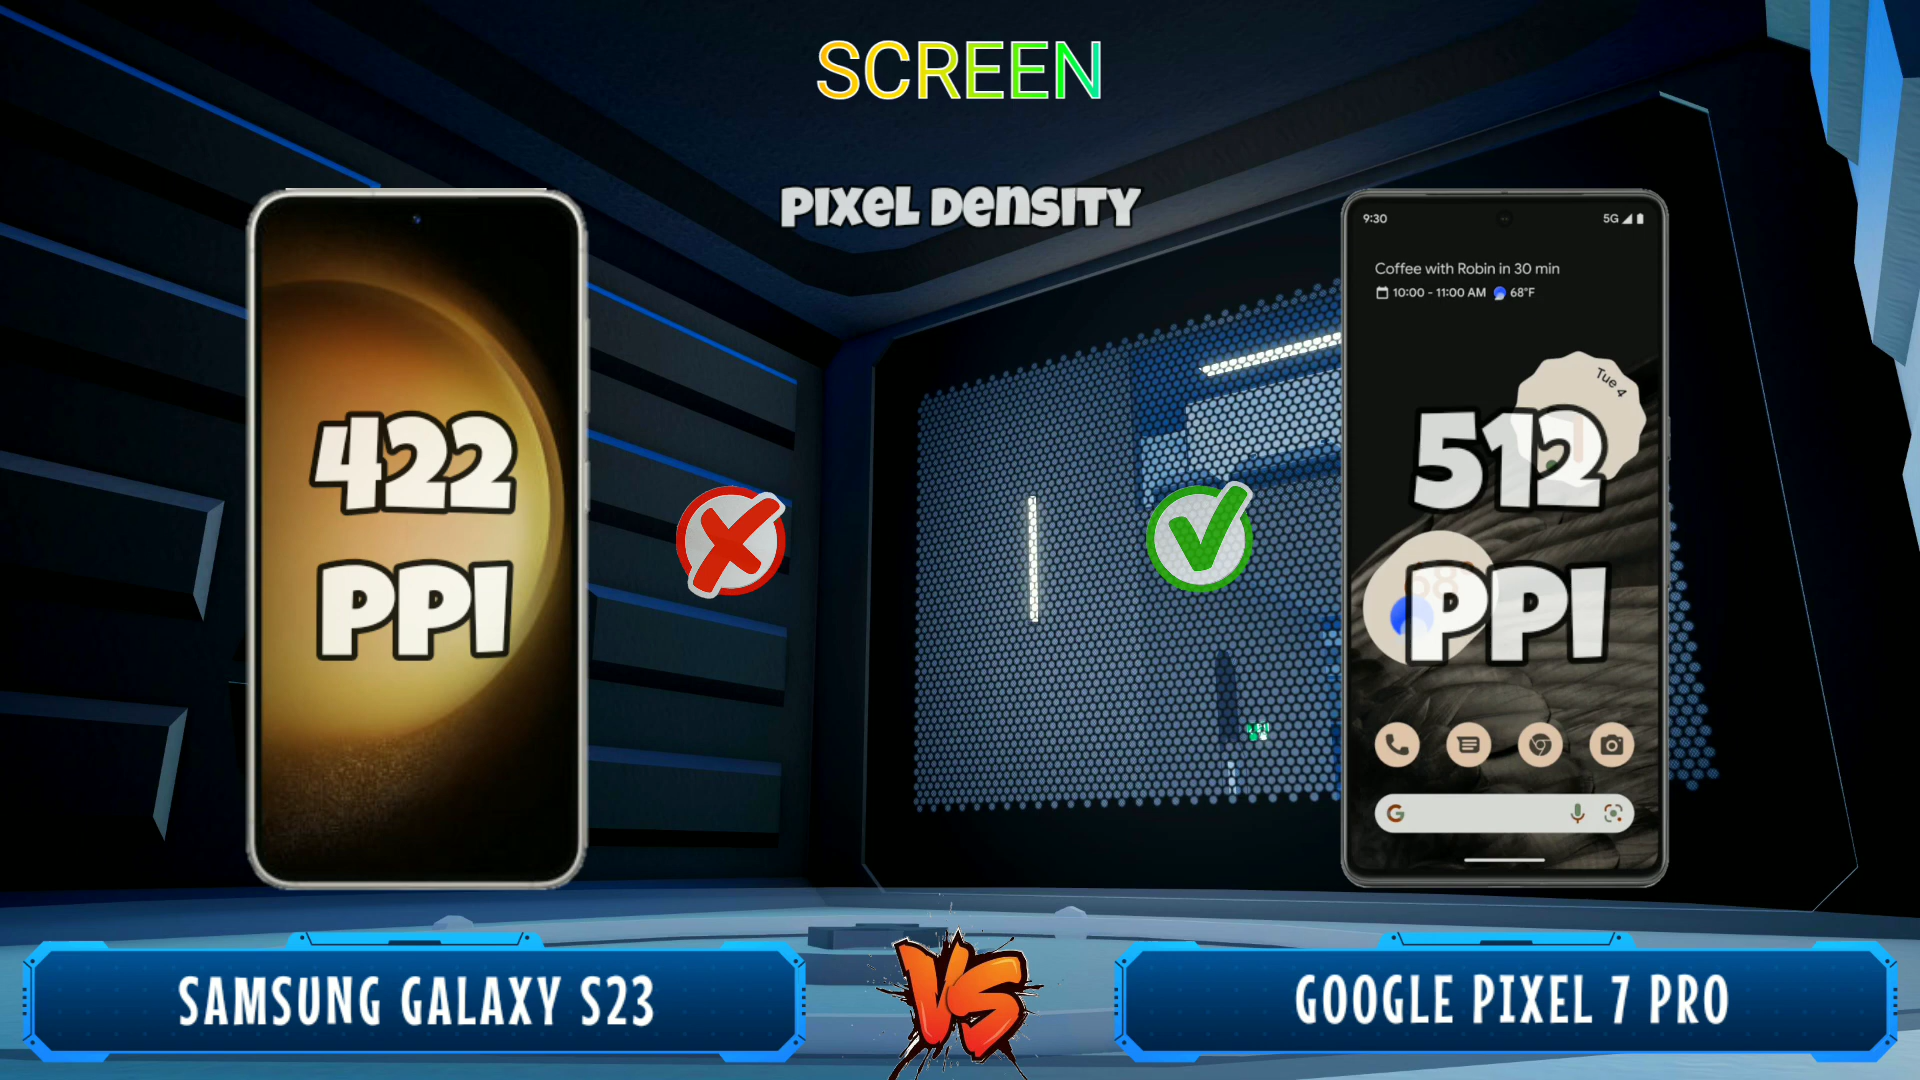 SCREEN
PIXEL DENSITY
422
PPI
9:30
5G
Coffee with Robin in 30 min
10:00 - 11:00 AM 68°F
Tue 4
512
PPI
G
SAMSUNG GALAXY S23
VS
GOOGLE PIXEL 7 PRO